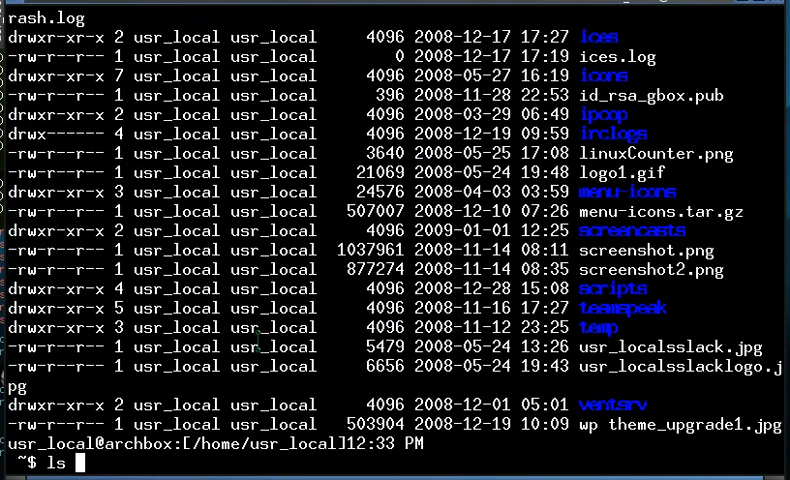 rash.log
drwxr-xr-x 2 usr_local usr_local 4096 2008-12-17 17:27 ices
-rw-r--r-- 1 usr_local usr_local 0 2008-12-17 17:19 ices.log
drwxr-xr-x 7 usr_local usr_local 4096 2008-05-27 16:19 icons
-rw-r--r-- 1 usr_local usr_local 396 2008-11-28 22:53 id_rsa_gbox.pub
drwxr-xr-x 2 usr_local usr_local 4096 2008-03-29 06:49 ipcop
drwx------ 4 usr_local usr_local 4096 2008-12-19 09:59 irclogs
-rw-r--r-- 1 usr_local usr_local 3640 2008-05-25 17:08 linuxCounter.png
-rw-r--r-- 1 usr_local usr_local 21069 2008-05-24 19:48 logo1.gif
drwxr-xr-x 3 usr_local usr_local 24576 2008-04-03 03:59 menu-icons
-rw-r--r-- 1 usr_local usr_local 507007 2008-12-10 07:26 menu-icons.tar.gz
drwxr-xr-x 2 usr_local usr_local 4096 2009-01-01 12:25 screencasts
-rw-r--r-- 1 usr_local usr_local 1037961 2008-11-14 08:11 screenshot.png
-rw-r--r-- 1 usr_local usr_local 877274 2008-11-14 08:35 screenshot2.png
drwxr-xr-x 4 usr_local usr_local 4096 2008-12-28 15:08 scripts
drwxr-xr-x 5 usr_local usr_local 4096 2008-11-16 17:27 teamspeak
drwxr-xr-x 3 usr_local usr_local 4096 2008-11-12 23:25 temp
-rw-r--r-- 1 usr_local usr_local 5479 2008-05-24 13:26 usr_localsslack.jpg
-rw-r--r-- 1 usr_local usr_local 6656 2008-05-24 19:43 usr_localsslacklogo.j
pg
drwxr-xr-x 2 usr_local usr_local 4096 2008-12-01 05:01 ventsrv
-rw-r--r-- 1 usr_local usr_local 503904 2008-12-19 10:09 wp theme_upgrade1.jpg
usr_local@archbox:[/home/usr_local]12:33 PM
~$ ls